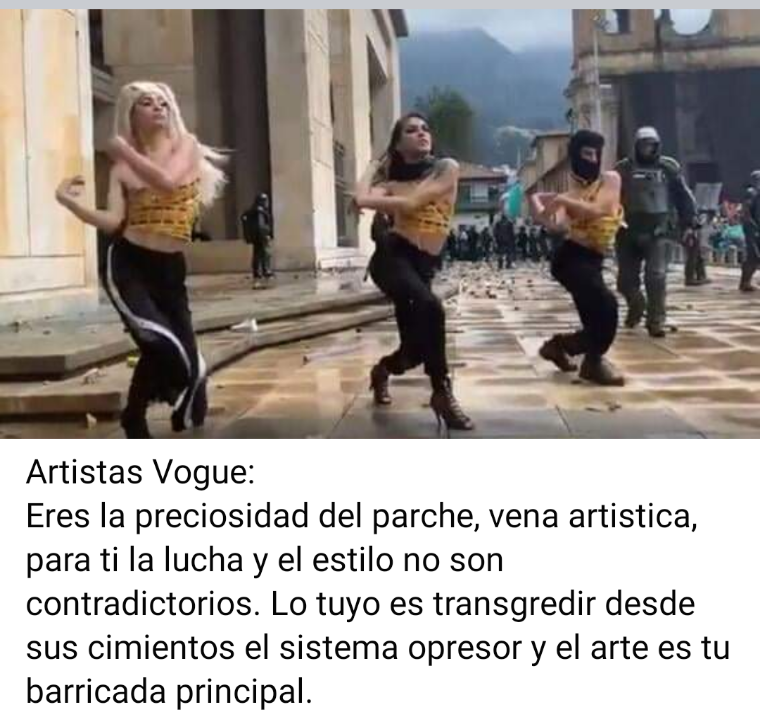 Artistas Vogue:
Eres la preciosidad del parche, vena artistica,
para ti la lucha y el estilo no son
contradictorios. Lo tuyo es transgredir desde
sus cimientos el sistema opresor y el arte es tu
barricada principal.